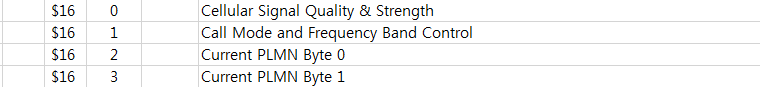 $16 0 Cellular Signal Quality & Strength
$16 1 Call Mode and Frequency Band Control
$16 2 Current PLMN Byte 0
$16 3 Current PLMN Byte 1